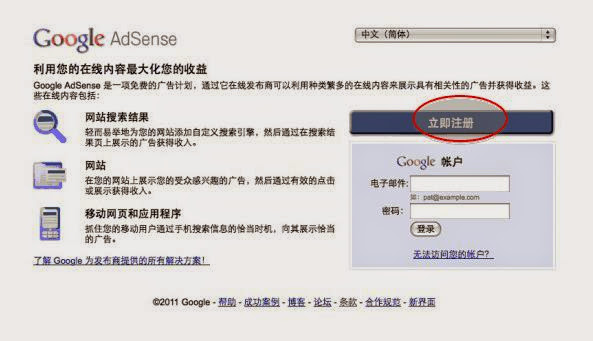 Google AdSense
中文（简体）
利用您的在线内容最大化您的收益
Google AdSense 是一项免费的广告计划，通过它在线发布商可以利用种类繁多的在线内容来展示具有相关性的广告并获得收益。这
些在线内容包括：
网站搜索结果
轻而易举地为您的网站添加自定义搜索引擎，然后通过在搜索结
果页上展示的广告获得收入。
网站
在您的网站上展示您的受众感兴趣的广告，然后通过有效的点击
或展示获得收入。
移动网页和应用程序
抓住您的移动用户通过手机搜索信息的恰当时机，向其展示恰当
的广告。
了解 Google 为发布商提供的所有解决方案！
立即注册
Google 帐户
电子邮件:
如：pat@example.com
密码：
登录
无法访问您的帐户？
©2011 Google - 帮助 - 成功案例 - 博客 - 论坛 - 条款 - 合作规范 - 新界面